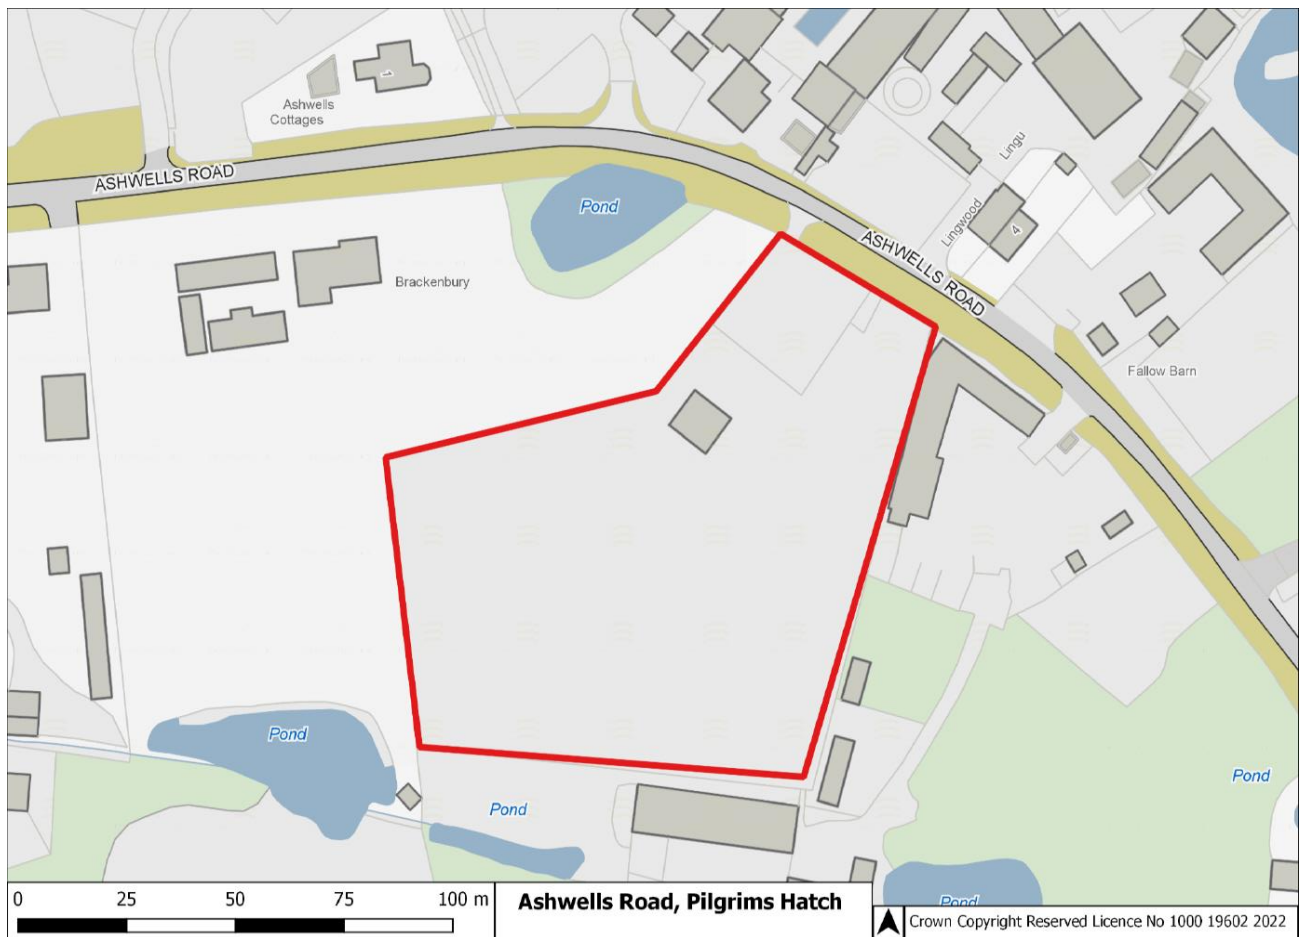 1
Ashwells
Cottages
ASHWELLS ROAD
Pond
Lingu
Lingwood
4
ASHWELLS ROAD
Brackenbury
Fallow Barn
Pond
Pond
Pond
Pond
0 25 50 75 100 m
Ashwells Road, Pilgrims Hatch
Crown Copyright Reserved Licence No 1000 19602 2022